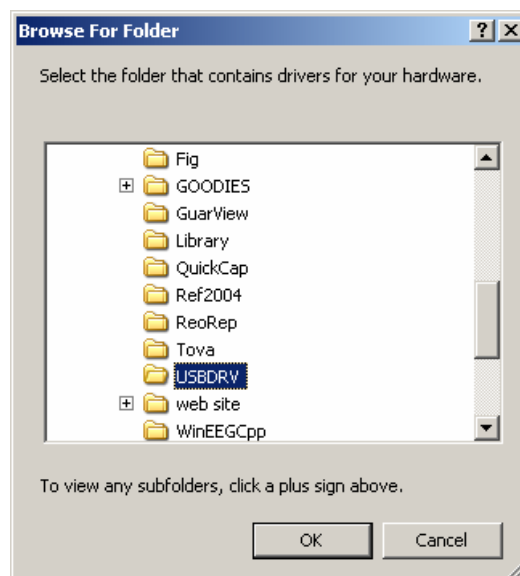 Browse For Folder
Select the folder that contains drivers for your hardware.
Fig
GOODIES
GuarView
Library
QuickCap
Ref2004
ReoRep
Tova
USBDRV
web site
WinEEGCpp
To view any subfolders, click a plus sign above.
OK Cancel